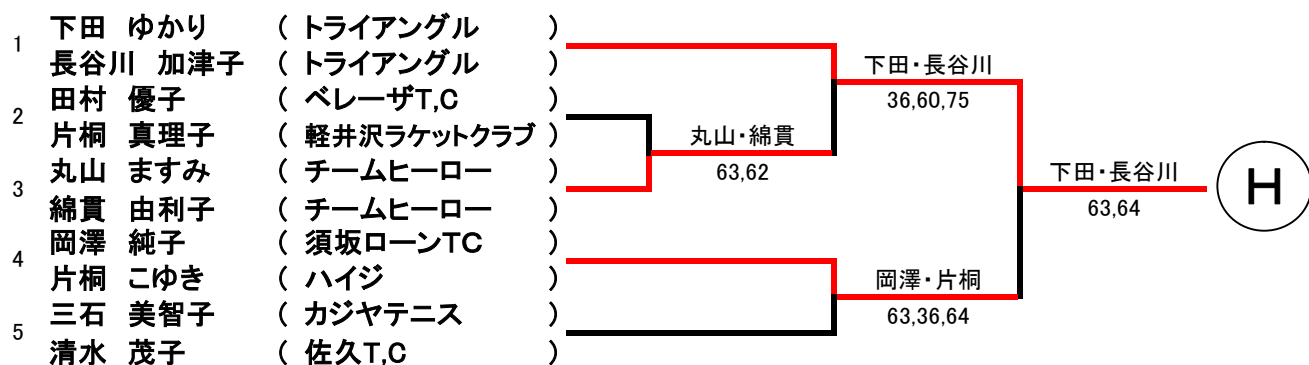 1
下田 ゆかり ( トライアングル )
長谷川 加津子 ( トライアングル )
2
田村 優子 ( ベレーザT,C )
片桐 真理子 ( 軽井沢ラケットクラブ )
3
丸山 ますみ ( チームヒーロー )
綿貫 由利子 ( チームヒーロー )
4
岡澤 純子 ( 須坂ローンTC )
片桐 こゆき ( ハイジ )
5
三石 美智子 ( カジヤテニス )
清水 茂子 ( 佐久T,C )
丸山・綿貫
63,62
下田・長谷川
36,60,75
岡澤・片桐
63,36,64
下田・長谷川
63,64
H